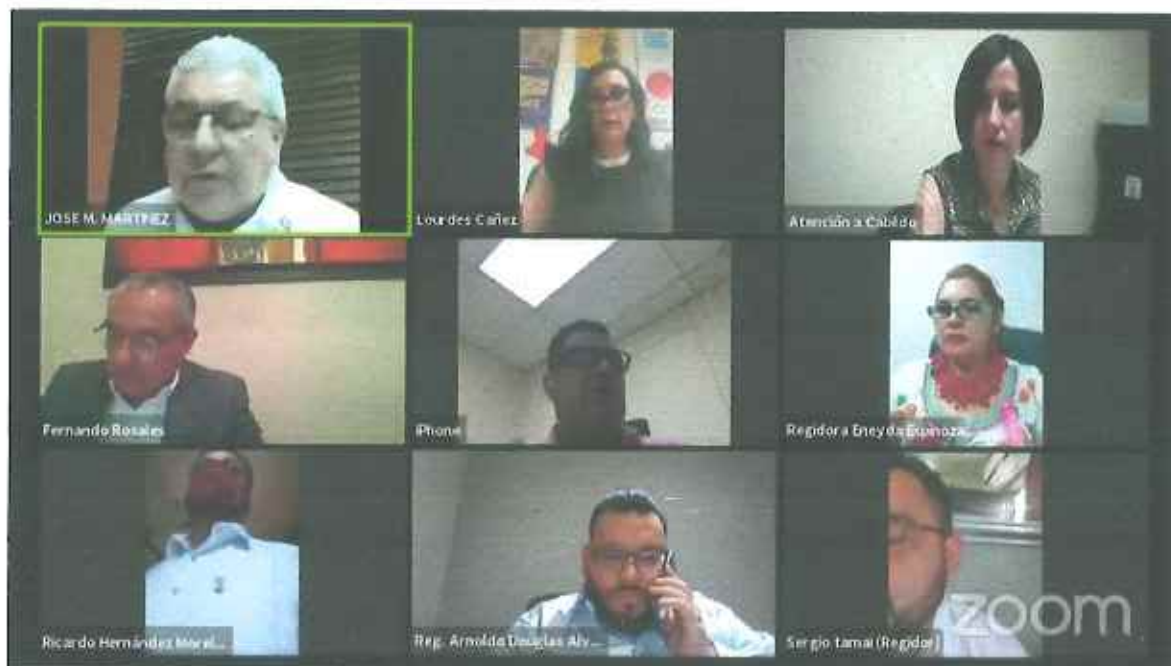 JOSE M. MARTINEZ
Lourdes Cañez
Atención a Cabildo
Fernando Rosales
iPhone
Regidora Eneyda Espinoza
Ricardo Hernández Morel...
Reg. Arnoldo Douglas Alv...
Sergio tamai (Regidor)
zoom